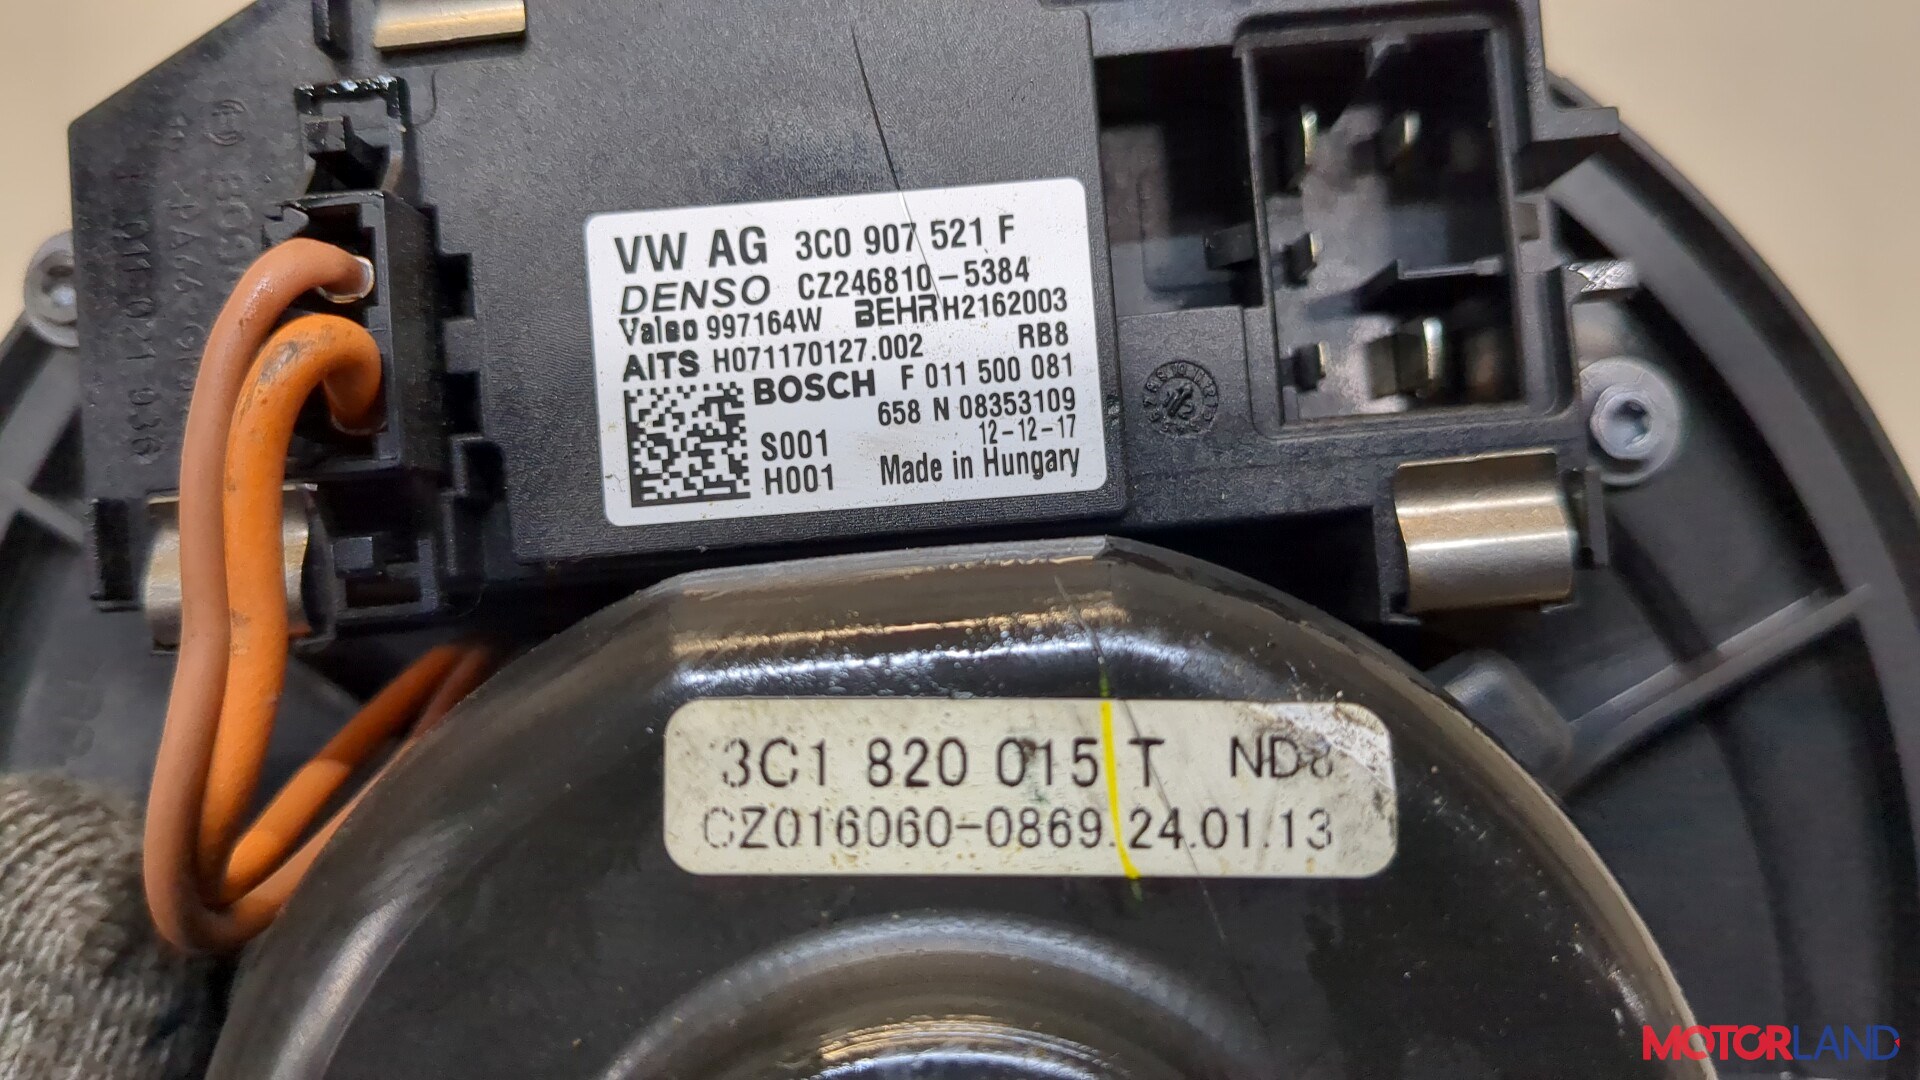 VW AG 3C0 907 521 F
DENSO CZ246810-5384
Valeo 997164W BEHR H2162003
AITS H071170127.002 RB8
BOSCH F 011 500 081
658 N 08353109
S001 12-12-17
H001 Made in Hungary
3C1 820 015 T ND8
CZ016060-0869.24.01.13
MOTORLAND